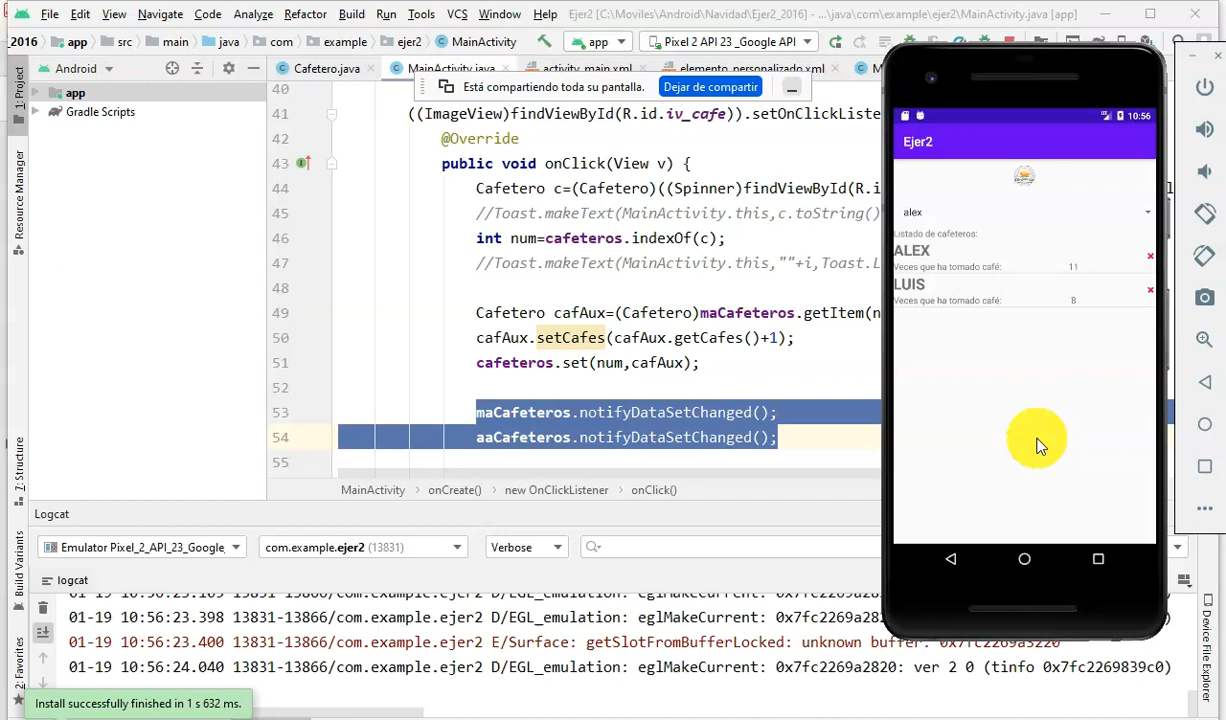 File Edit View Navigate Code Analyze Refactor Build Run Tools VCS Window Help Ejer2 [C:\Moviles\Android\Navidad\Ejer2_2016] - ...\java\com\example\ejer2\MainActivity.java [app]
_2016 app src main java com example ejer2 MainActivity app Pixel 2 API 23 _Google API
Android Cafetero.java MainActivity.java activity_main.xml elemento_personalizado.xml
app
Gradle Scripts
Está compartiendo toda su pantalla. Dejar de compartir
1: Project
Resource Manager
7: Structure
Build Variants
2: Favorites
40
41 ((ImageView)findViewById(R.id.iv_cafe)).setOnClickListe
42 @Override
43 public void onClick(View v) {
44 Cafetero c=(Cafetero)((Spinner)findViewById(R.i
45 //Toast.makeText(MainActivity.this,c.toString()
46 int num=cafeteros.indexOf(c);
47 //Toast.makeText(MainActivity.this,""+i,Toast.L
48
49 Cafetero cafAux=(Cafetero)maCafeteros.getItem(n
50 cafAux.setCafes(cafAux.getCafes()+1);
51 cafeteros.set(num,cafAux);
52
53 maCafeteros.notifyDataSetChanged();
54 aaCafeteros.notifyDataSetChanged();
55
MainActivity onCreate() new OnClickListener onClick()
10:56
Ejer2
alex
Listado de cafeteros:
ALEX
Veces que ha tomado café: 11
LUIS
Veces que ha tomado café: 8
Logcat
Emulator Pixel_2_API_23_Google_ com.example.ejer2 (13831) Verbose
logcat
01-19 10:56:23.398 13831-13866/com.example.ejer2 D/EGL_emulation: eglMakeCurrent: 0x7fc2269a
01-19 10:56:23.400 13831-13866/com.example.ejer2 E/Surface: getSlotFromBufferLocked: unknown buffer: 0x7fc2269a3220
01-19 10:56:24.040 13831-13866/com.example.ejer2 D/EGL_emulation: eglMakeCurrent: 0x7fc2269a2820: ver 2 0 (tinfo 0x7fc2269839c0)
Install successfully finished in 1 s 632 ms.
Device File Explorer